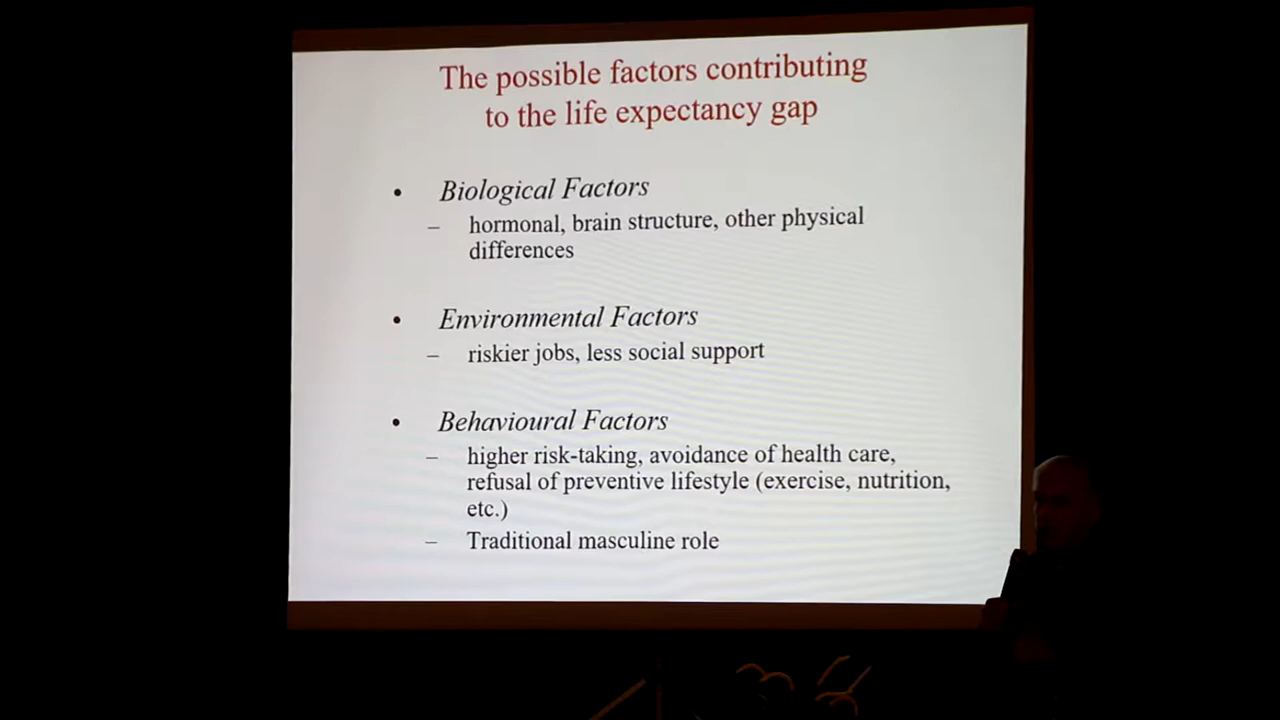 The possible factors contributing
to the life expectancy gap
• Biological Factors
– hormonal, brain structure, other physical
differences
• Environmental Factors
– riskier jobs, less social support
• Behavioural Factors
– higher risk-taking, avoidance of health care,
refusal of preventive lifestyle (exercise, nutrition,
etc.)
– Traditional masculine role